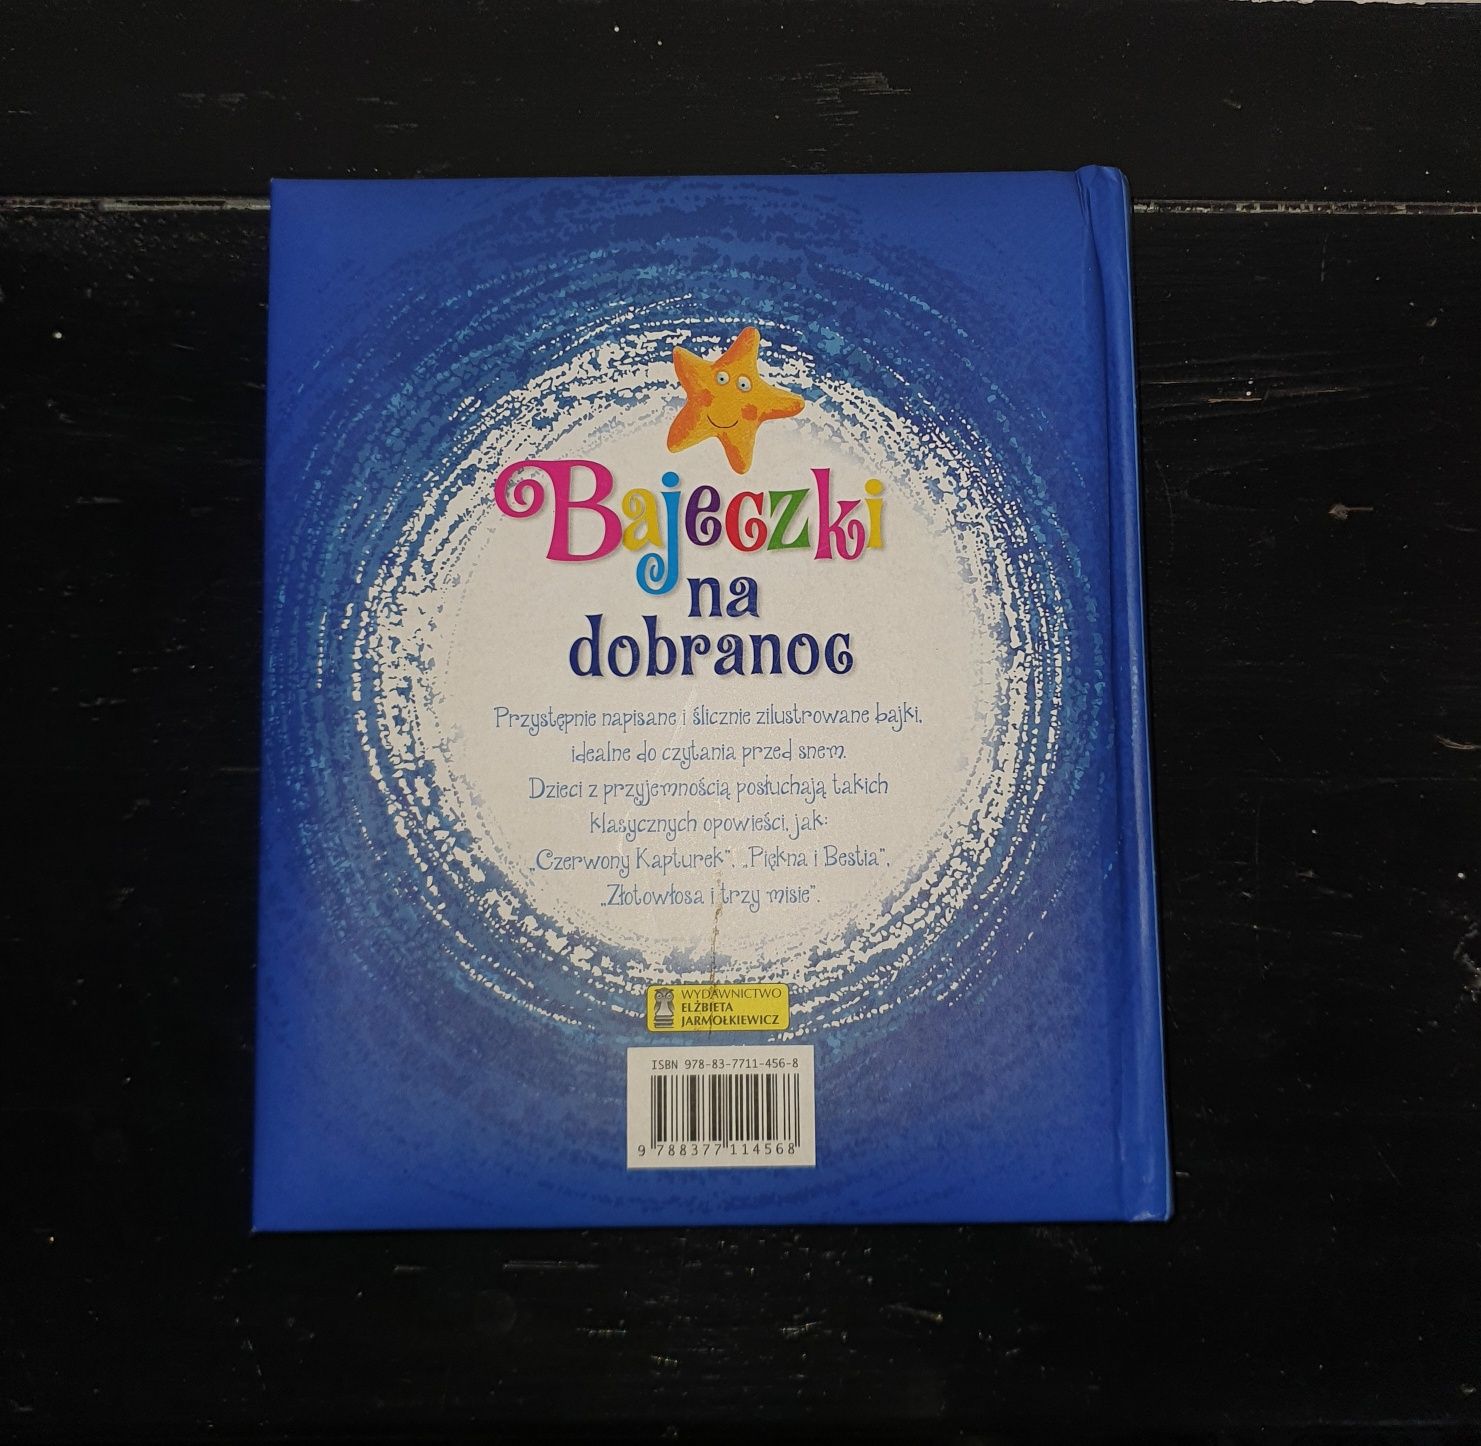 Bajeczki
na
dobranoc
Przystępnie napisane i ślicznie zilustrowane bajki,
idealne do czytania przed snem.
Dzieci z przyjemnością posłuchają takich
klasycznych opowieści, jak:
„Czerwony Kapturek”, „Piękna i Bestia”,
„Złotowłosa i trzy misie”.
WYDAWNICTWO
ELŻBIETA
JARMOŁKIEWICZ
ISBN 978-83-7711-456-8
9 788377 114568